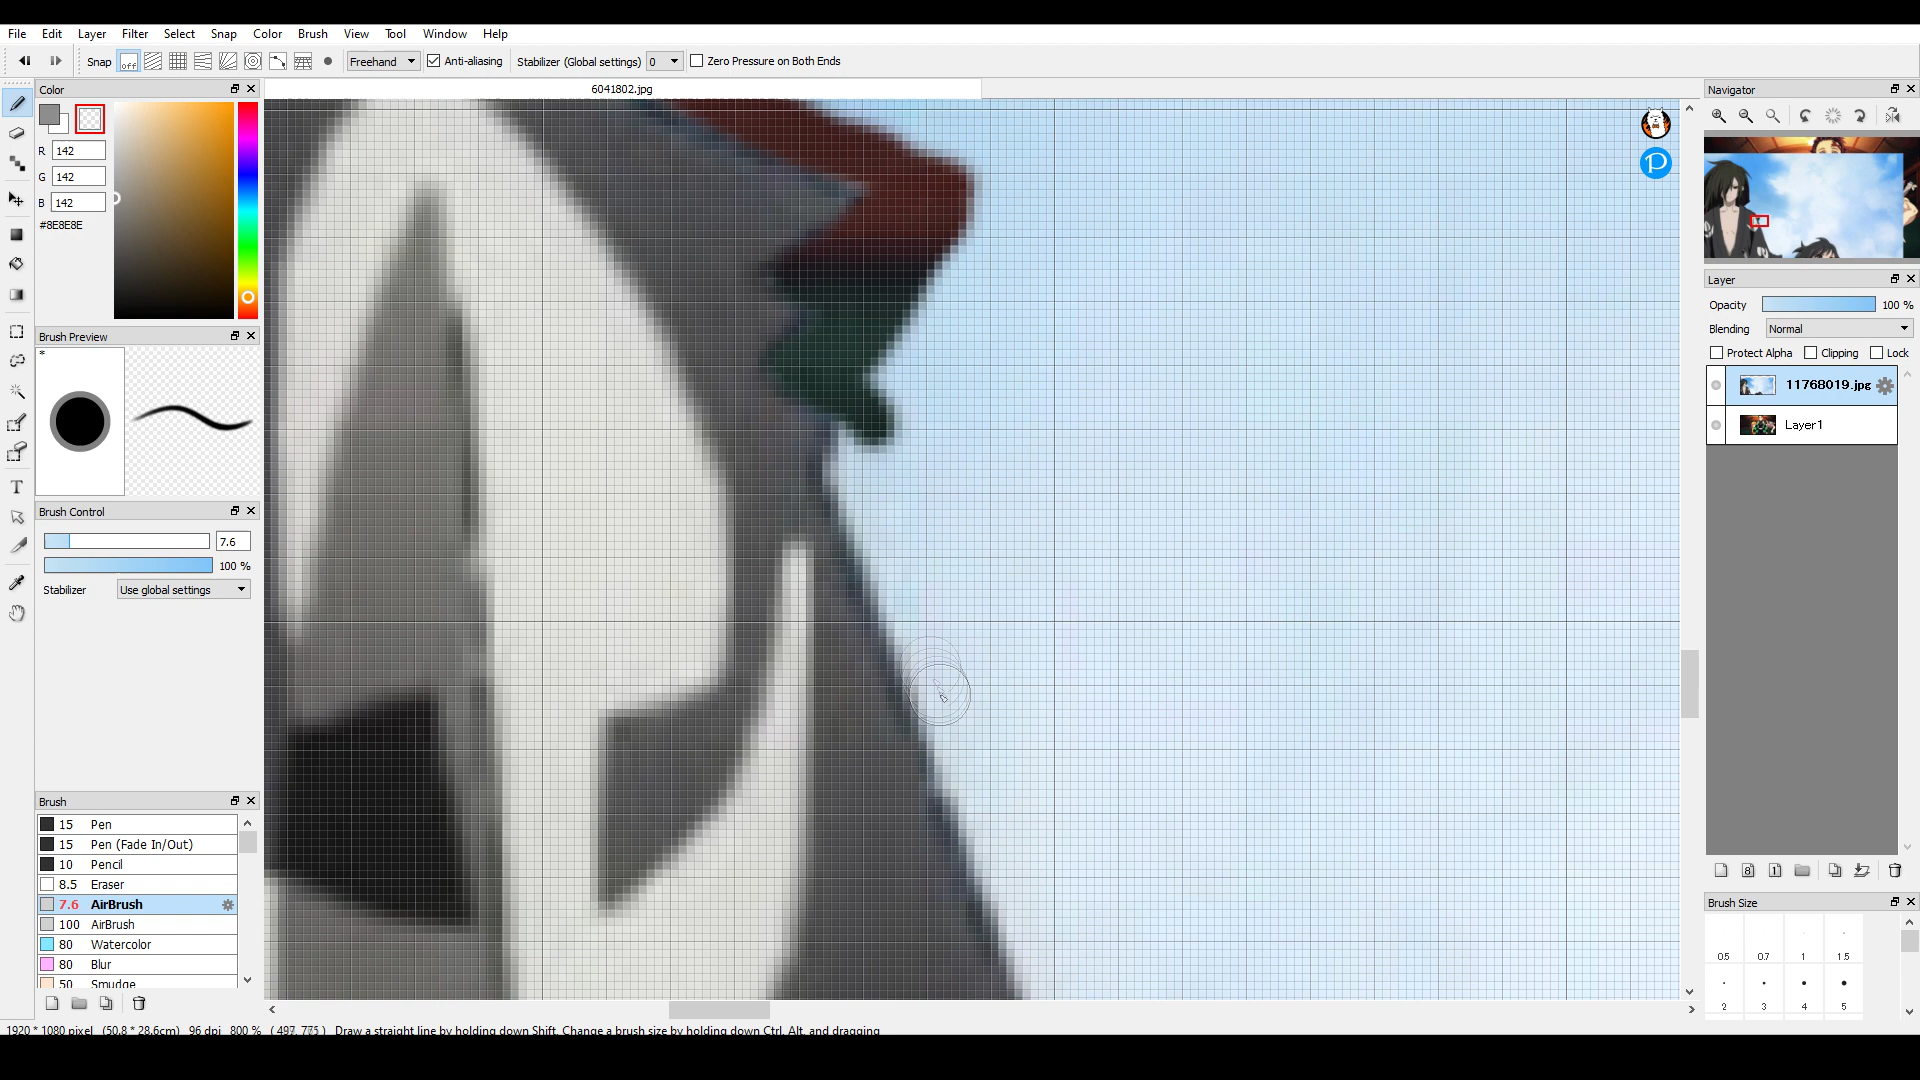 File Edit Layer Filter Select Snap Color Brush View Tool Window Help
Snap off Freehand Anti-aliasing Stabilizer (Global settings) 0 Zero Pressure on Both Ends
Color
6041802.jpg
Navigator
R 142
G 142
B 142
#8E8E8E
P
Layer
Opacity 100 %
Blending Normal
Protect Alpha Clipping Lock
11768019.jpg
Layer1
Brush Preview
*
Brush Control
7.6
100 %
Stabilizer Use global settings
T
Brush
15 Pen
15 Pen (Fade In/Out)
10 Pencil
8.5 Eraser
7.6 AirBrush
100 AirBrush
80 Watercolor
80 Blur
50 Smudge
8 1
Brush Size
0.5 0.7 1 1.5
2 3 4 5
1920 * 1080 pixel (50.8 * 28.6cm) 96 dpi 800 % ( 497, 775 ) Draw a straight line by holding down Shift. Change a brush size by holding down Ctrl, Alt, and dragging